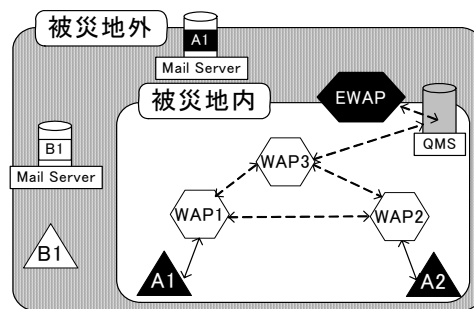 被災地外
A1
Mail Server
被災地内
EWAP
QMS
B1
Mail Server
WAP3
WAP1
WAP2
B1
A1
A2